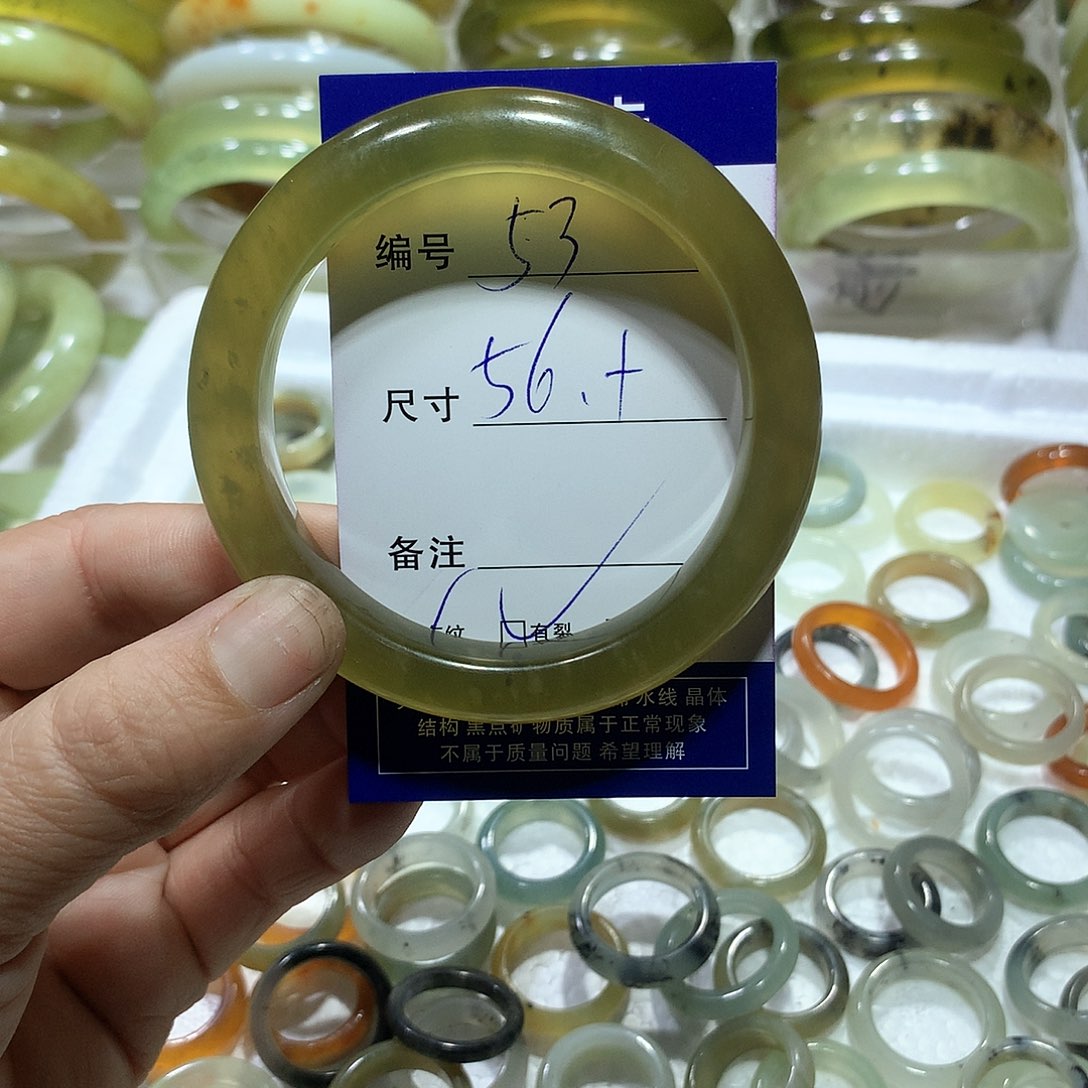 编号 53
尺寸 56.+
备注
纹 有裂
水线 晶体
结构 黑点矿物质属于正常现象
不属于质量问题 希望理解